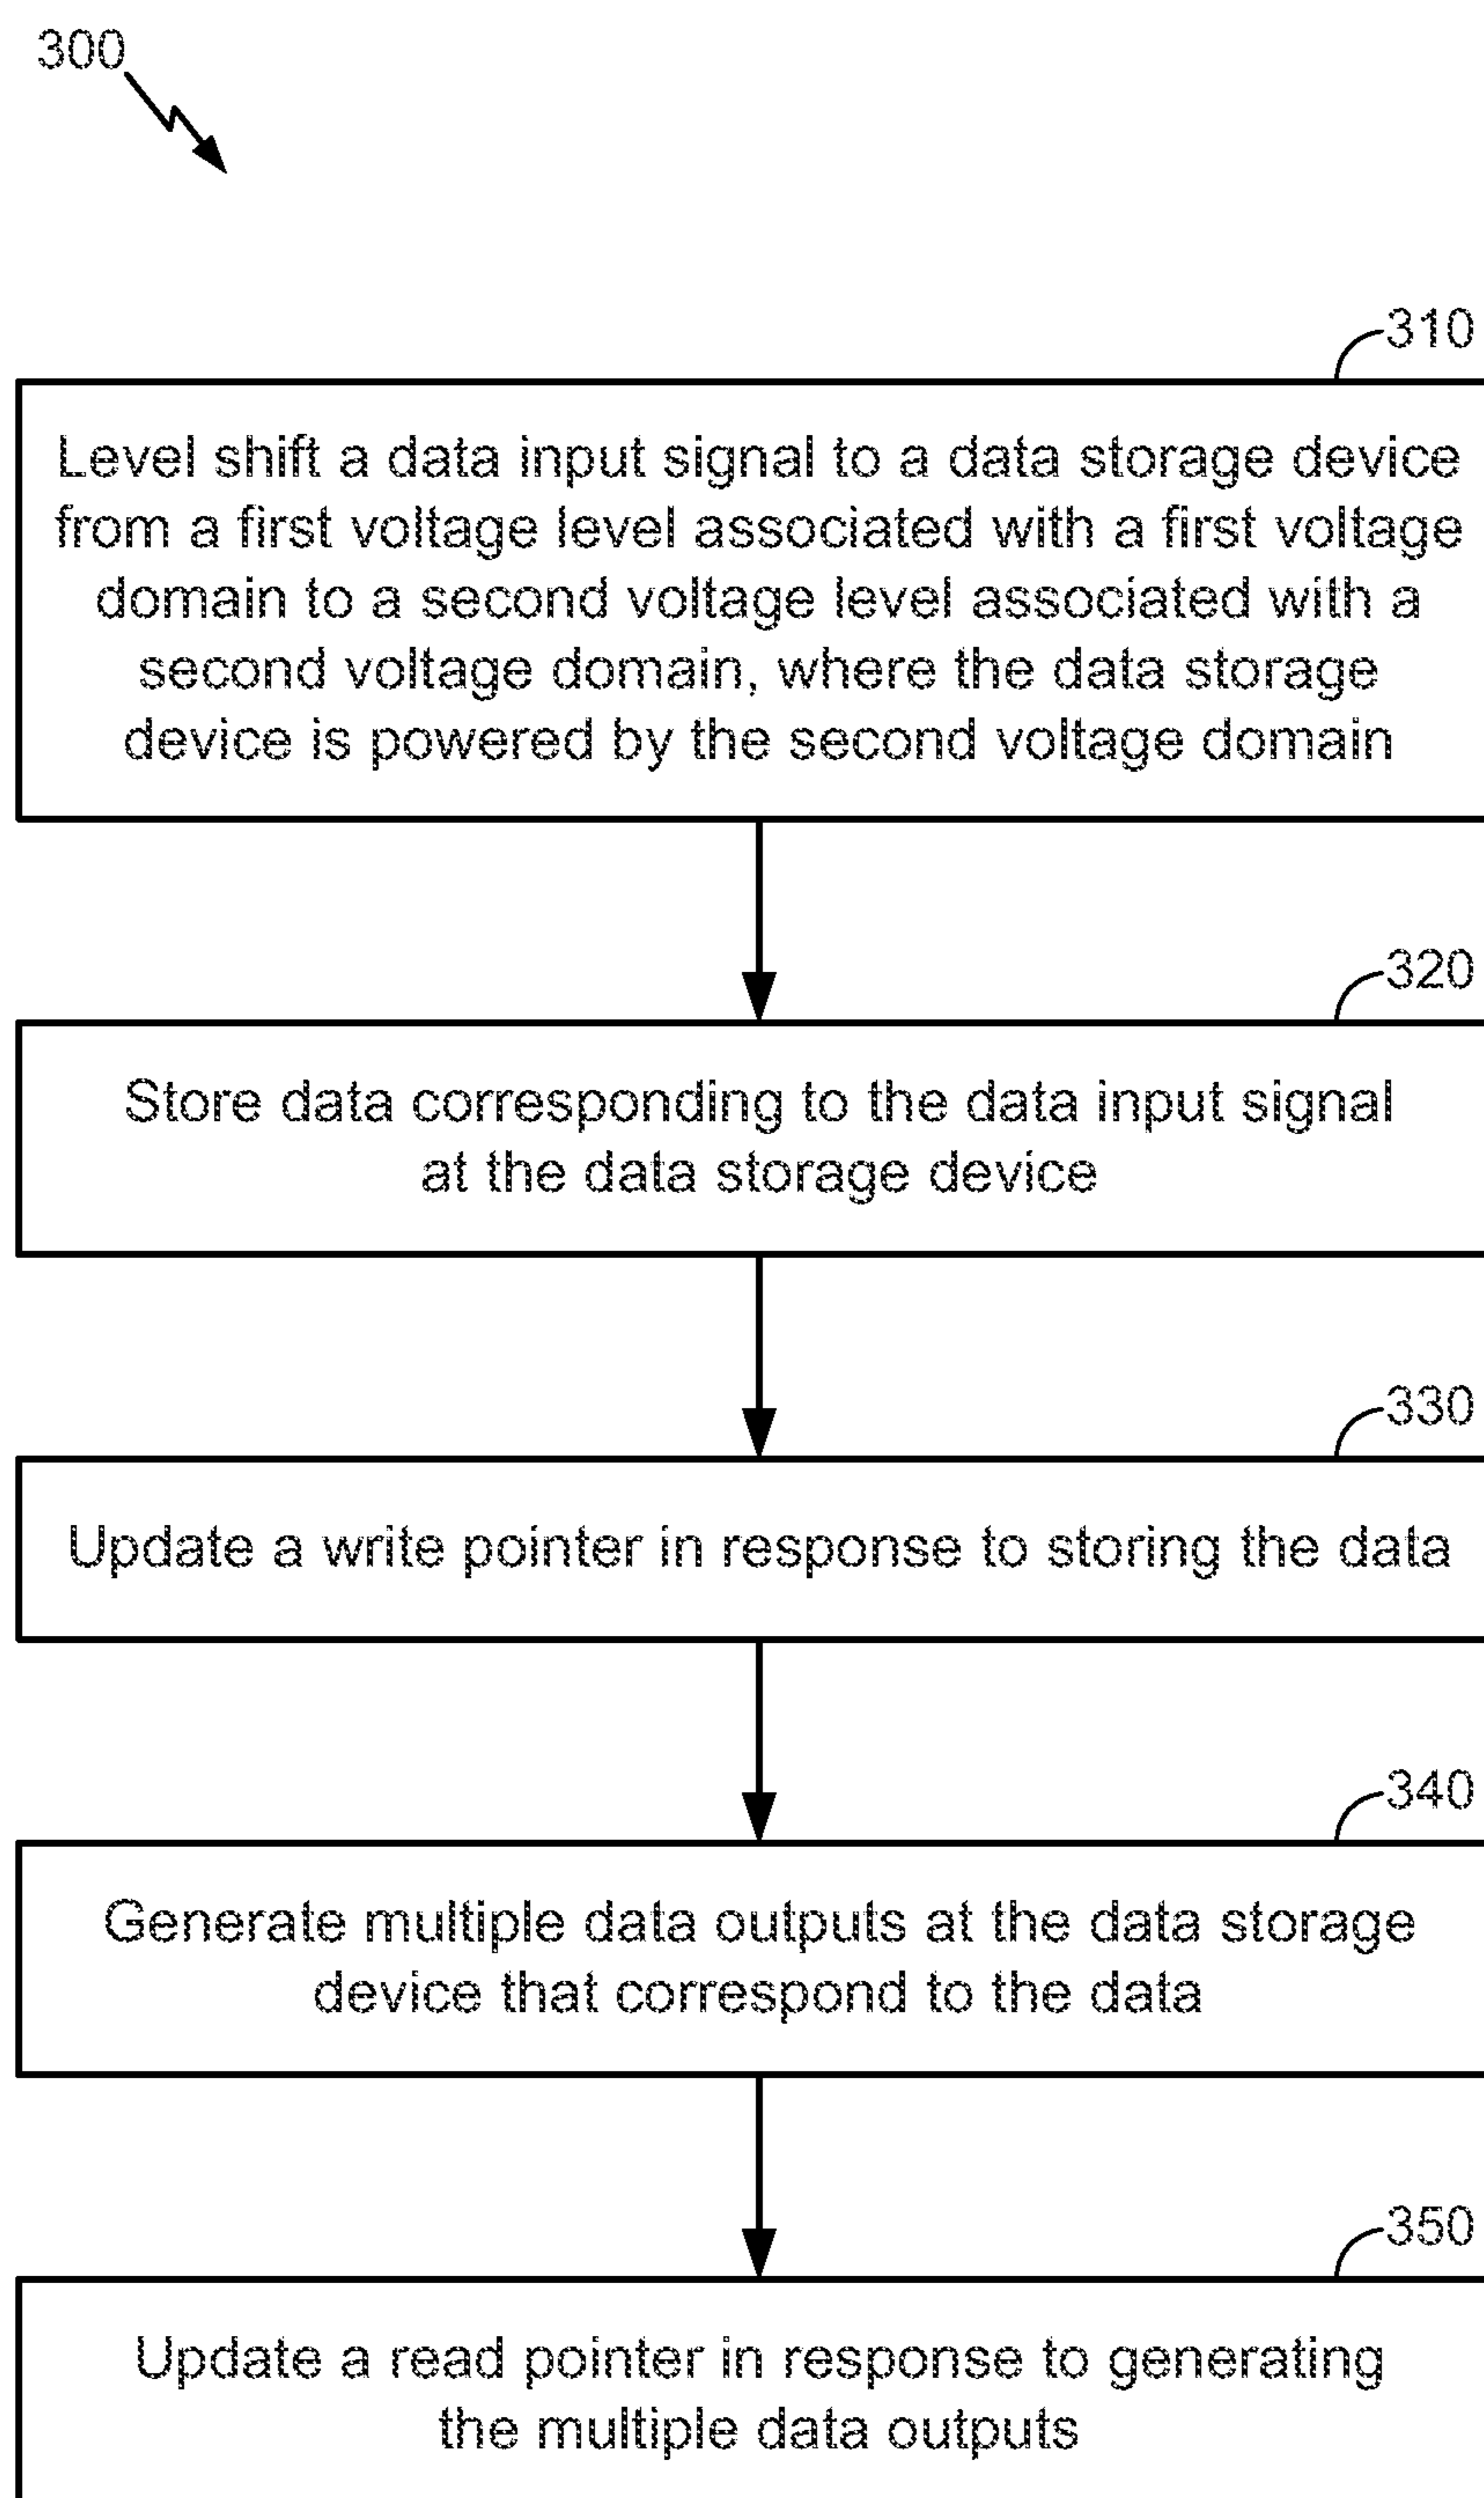 300
310
Level shift a data input signal to a data storage device
from a first voltage level associated with a first voltage
domain to a second voltage level associated with a
second voltage domain, where the data storage
device is powered by the second voltage domain
320
Store data corresponding to the data input signal
at the data storage device
330
Update a write pointer in response to storing the data
340
Generate multiple data outputs at the data storage
device that correspond to the data
350
Update a read pointer in response to generating
the multiple data outputs